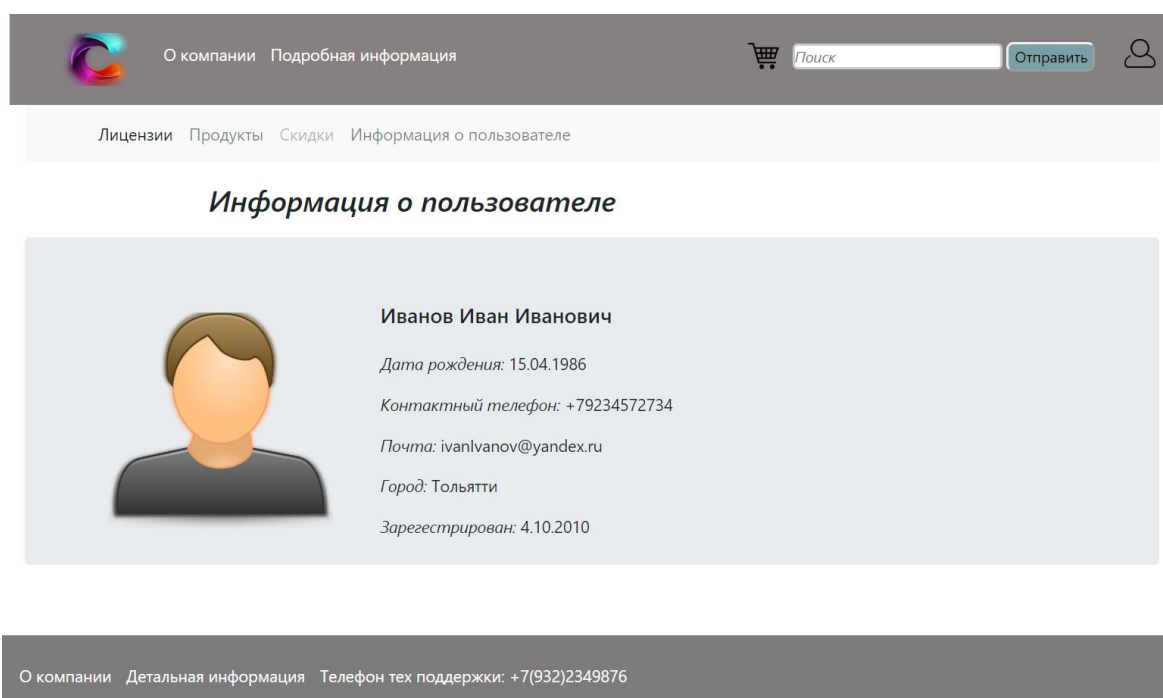 О компании Подробная информация Поиск Отправить
Лицензии Продукты Скидки Информация о пользователе
Информация о пользователе
Иванов Иван Иванович
Дата рождения: 15.04.1986
Контактный телефон: +79234572734
Почта: ivanIvanov@yandex.ru
Город: Тольятти
Зарегестрирован: 4.10.2010
О компании Детальная информация Телефон тех поддержки: +7(932)2349876